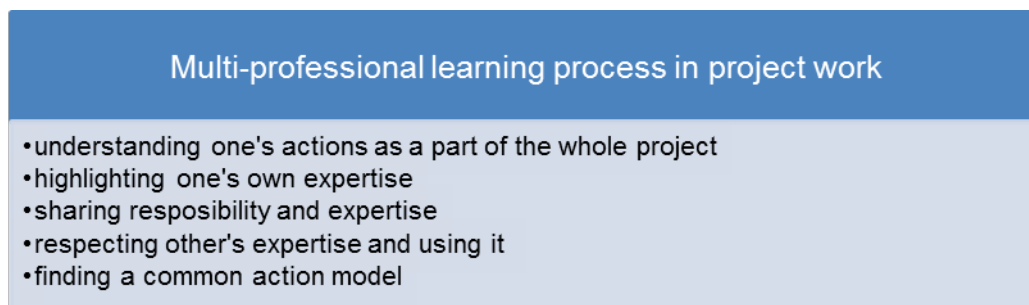 Multi-professional learning process in project work
•understanding one's actions as a part of the whole project
•highlighting one's own expertise
•sharing resposibility and expertise
•respecting other's expertise and using it
•finding a common action model